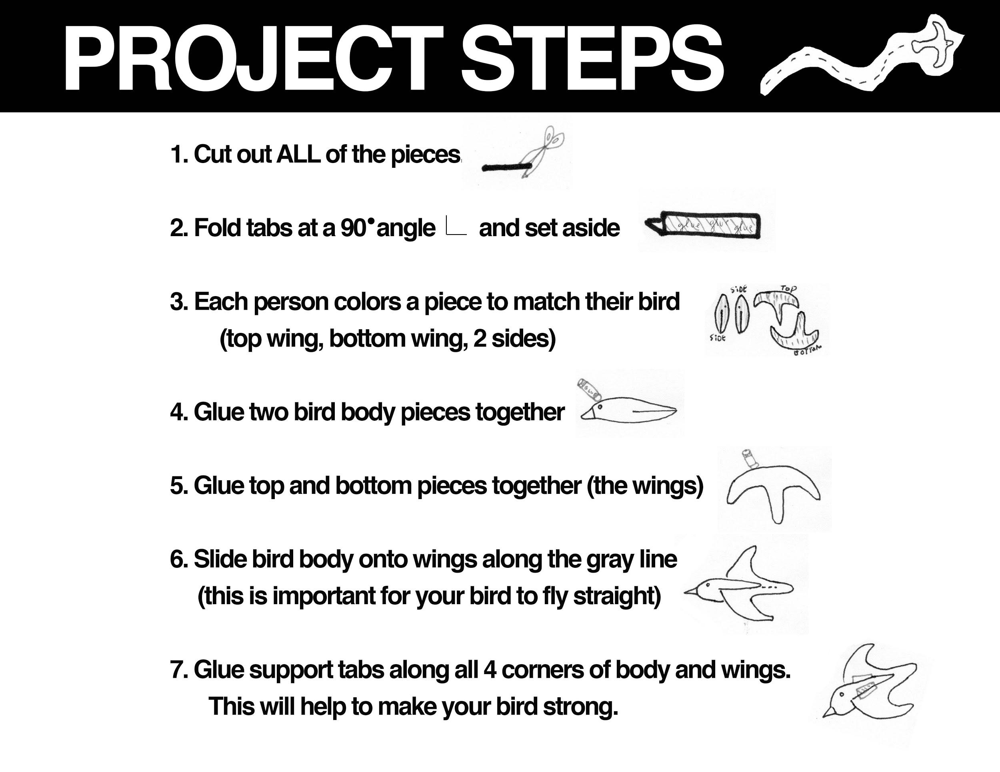 PROJECT STEPS
1. Cut out ALL of the pieces.
2. Fold tabs at a 90° angle and set aside
glue glue glue
3. Each person colors a piece to match their bird
(top wing, bottom wing, 2 sides)
SiDE TOP
SiDE
BOTTOM
4. Glue two bird body pieces together
GLUE
5. Glue top and bottom pieces together (the wings)
6. Slide bird body onto wings along the gray line
(this is important for your bird to fly straight)
7. Glue support tabs along all 4 corners of body and wings.
This will help to make your bird strong.